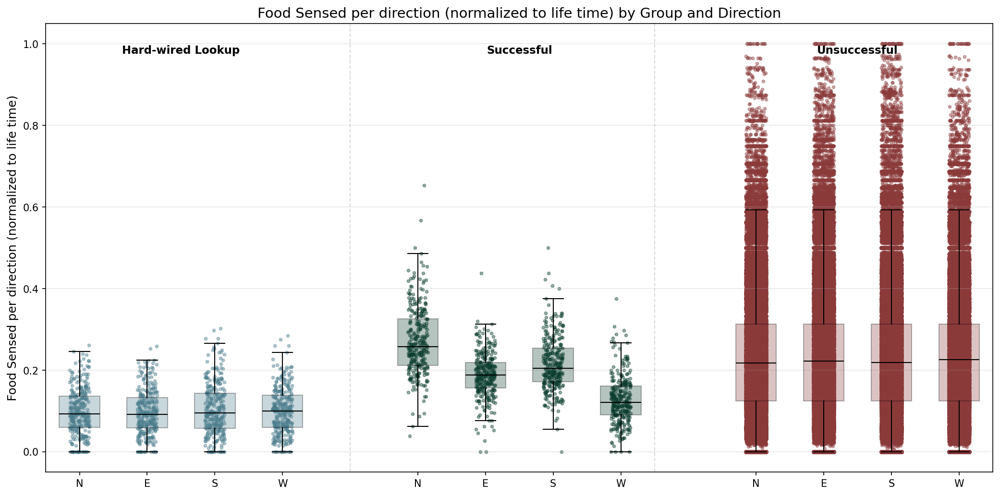 Food Sensed per direction (normalized to life time) by Group and Direction
Food Sensed per direction (normalized to life time)
1.0
0.8
0.6
0.4
0.2
0.0
Hard-wired Lookup
Successful
Unsuccessful
N E S W N E S W N E S W